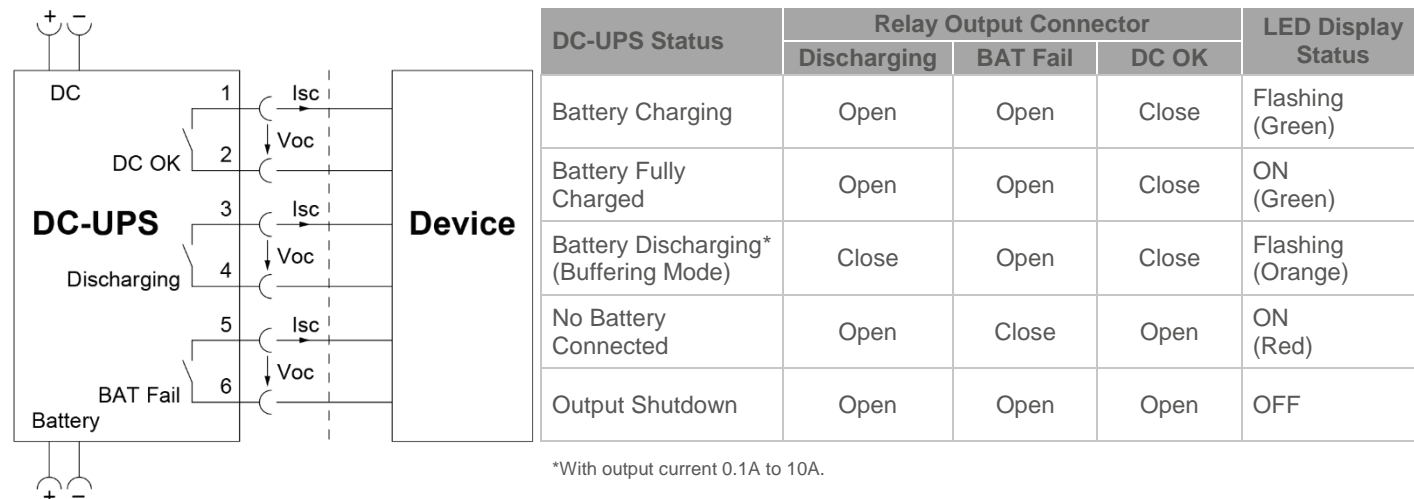 + −
DC
1
Isc
Voc
DC OK
2
3
Isc
DC-UPS
Voc
Discharging
4
5
Isc
Voc
BAT Fail
6
Battery
+ −
Device
DC-UPS Status
Relay Output Connector
LED Display
Status
Discharging BAT Fail DC OK
Battery Charging Open Open Close Flashing
(Green)
Battery Fully
Charged Open Open Close ON
(Green)
Battery Discharging*
(Buffering Mode) Close Open Close Flashing
(Orange)
No Battery
Connected Open Close Open ON
(Red)
Output Shutdown Open Open Open OFF
*With output current 0.1A to 10A.